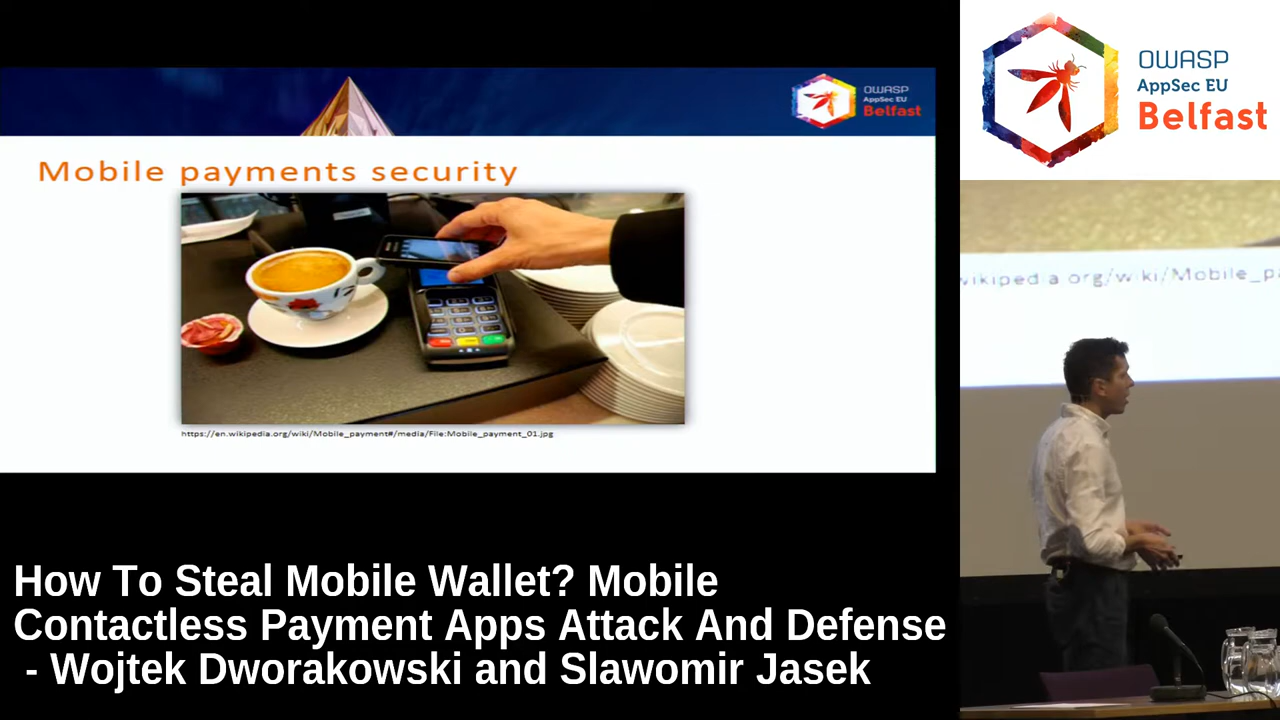 OWASP
AppSec EU
Belfast
Mobile payments security
https://en.wikipedia.org/wiki/Mobile_payment#/media/File:Mobile_payment_01.jpg
OWASP
AppSec EU
Belfast
wikipedia.org/wiki/Mobile_pa
How To Steal Mobile Wallet? Mobile
Contactless Payment Apps Attack And Defense
- Wojtek Dworakowski and Slawomir Jasek